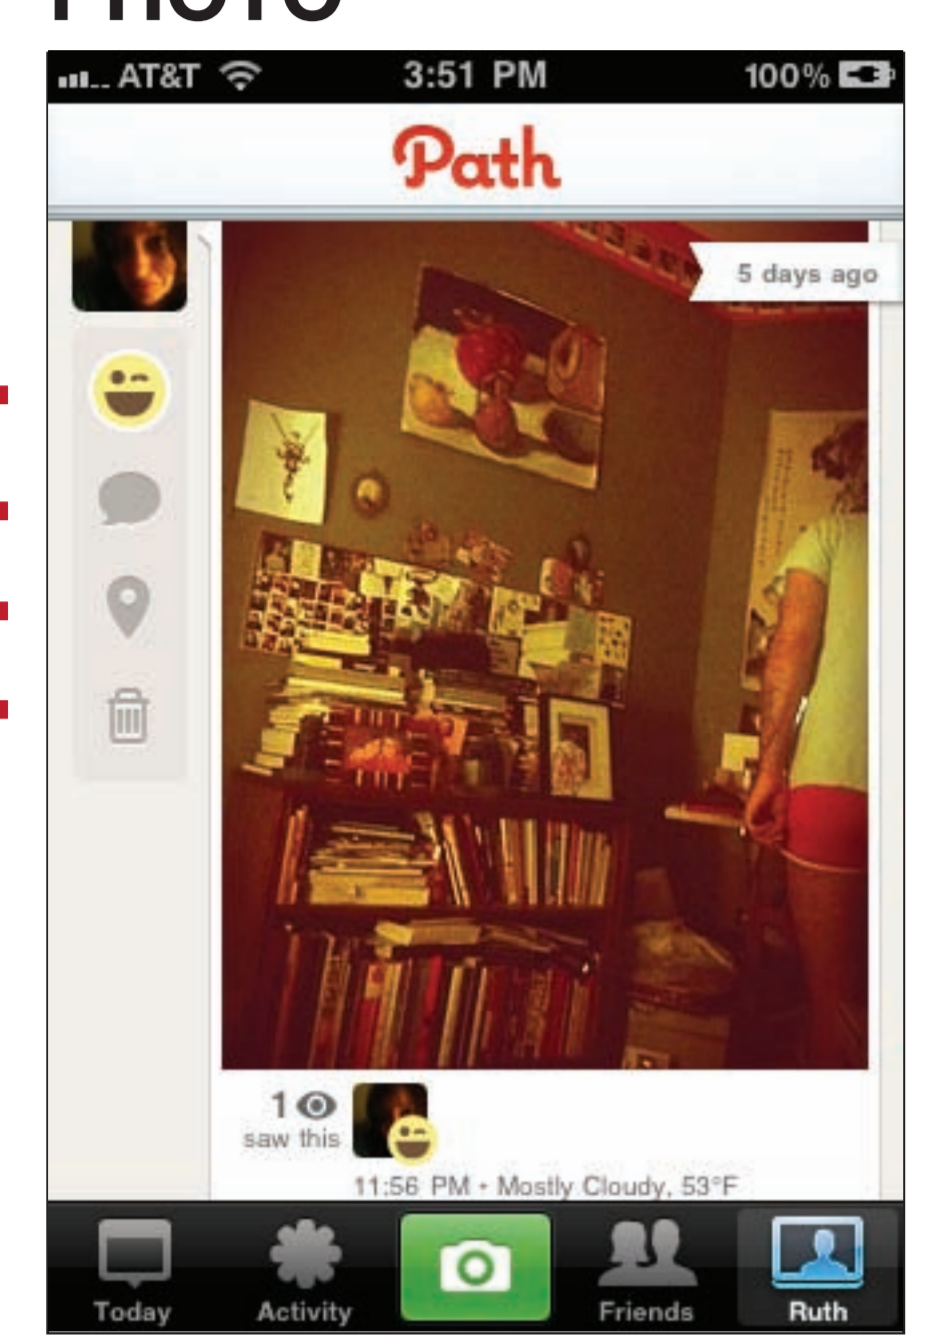 PHOTO
AT&T 3:51 PM 100%
Path
5 days ago
1
saw this
11:56 PM • Mostly Cloudy, 53°F
Today Activity Friends Ruth